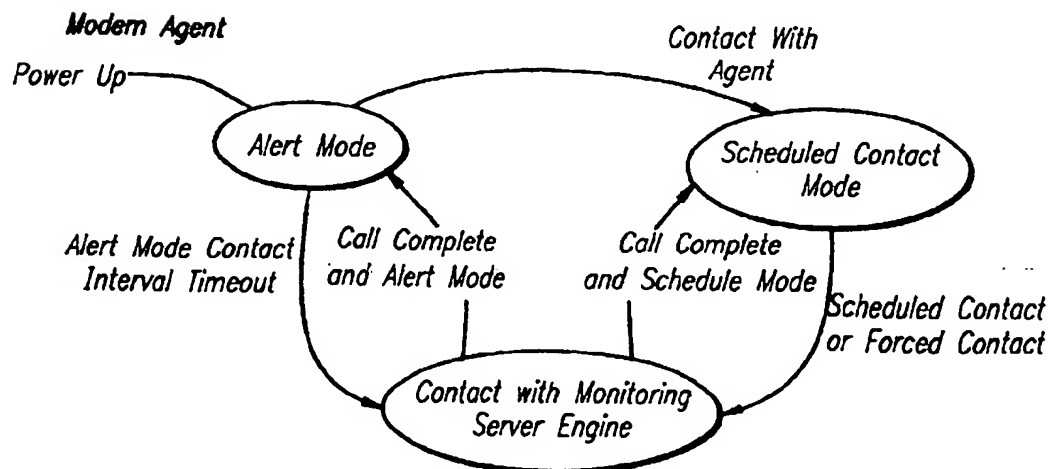 Modem Agent
Power Up
Contact With
Agent
Alert Mode
Scheduled Contact
Mode
Alert Mode Contact
Interval Timeout
Call Complete
and Alert Mode
Call Complete
and Schedule Mode
Scheduled Contact
or Forced Contact
Contact with Monitoring
Server Engine